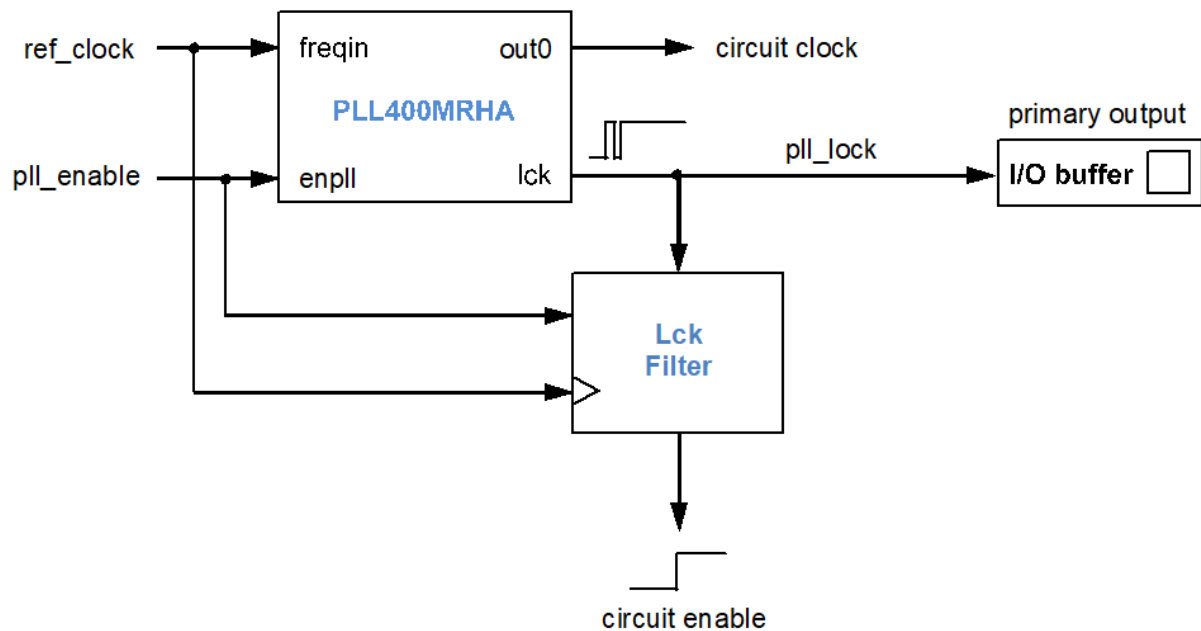 ref_clock
freqin
out0
circuit clock
PLL400MRHA
primary output
pll_enable
enpll
lck
pll_lock
I/O buffer
Lck
Filter
circuit enable